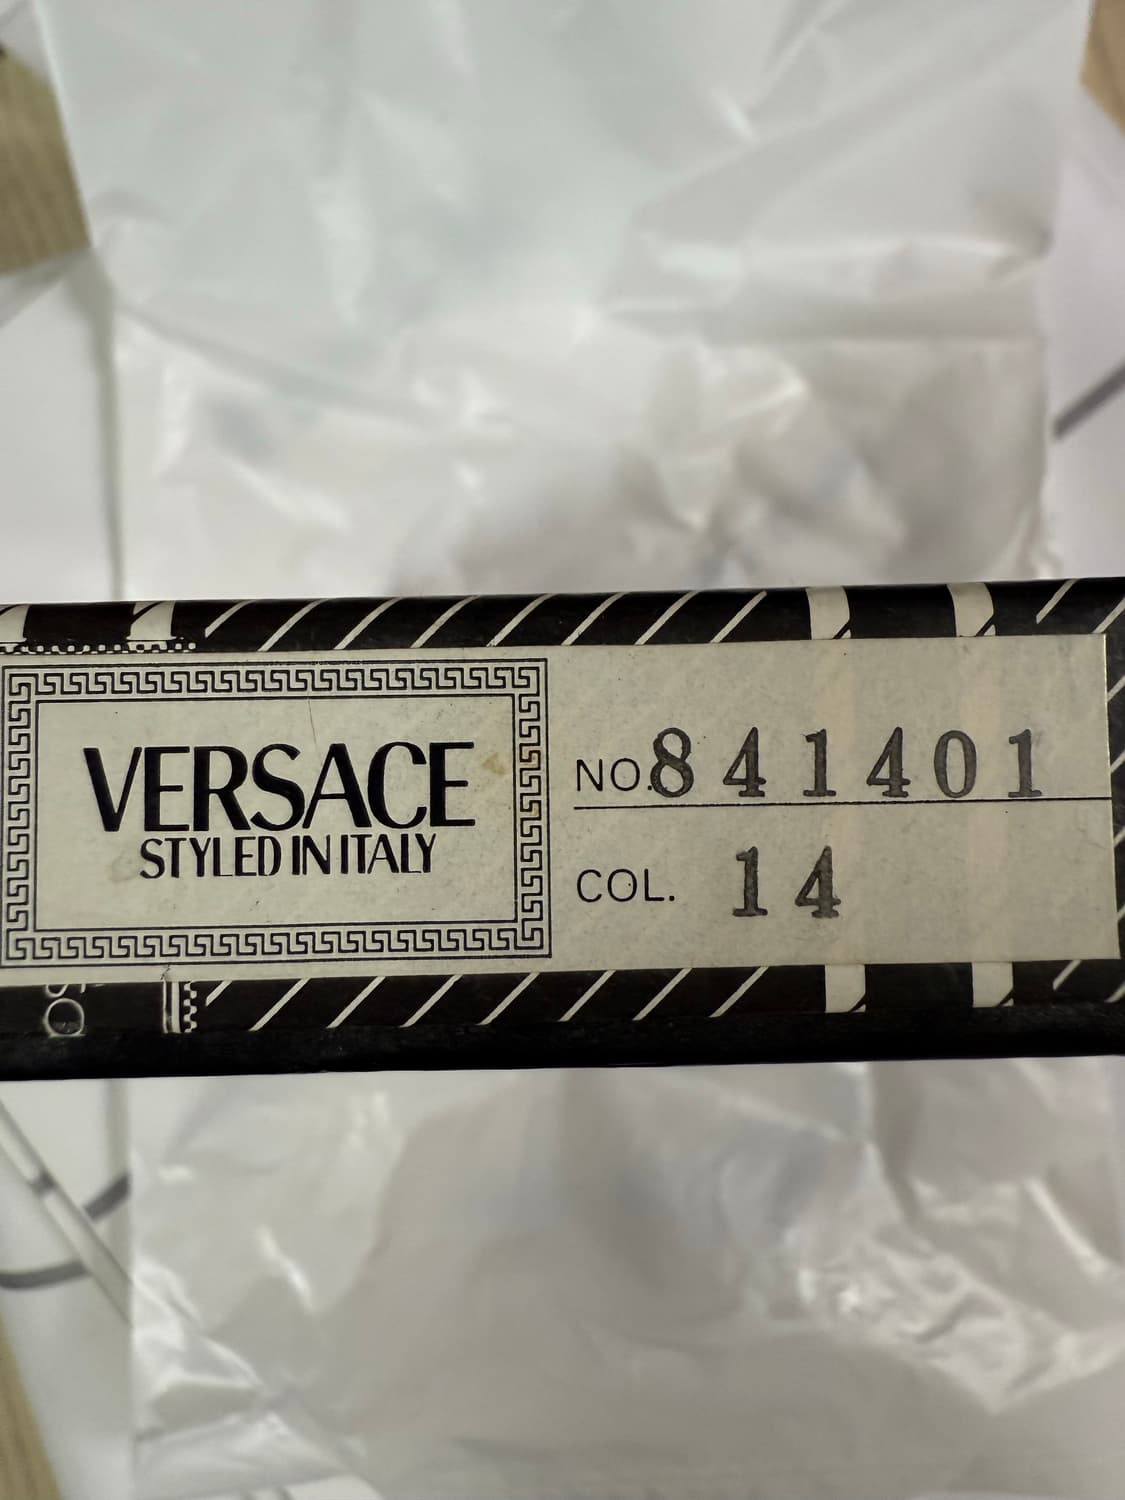 VERSACE
STYLED IN ITALY
NO. 841401
COL. 14